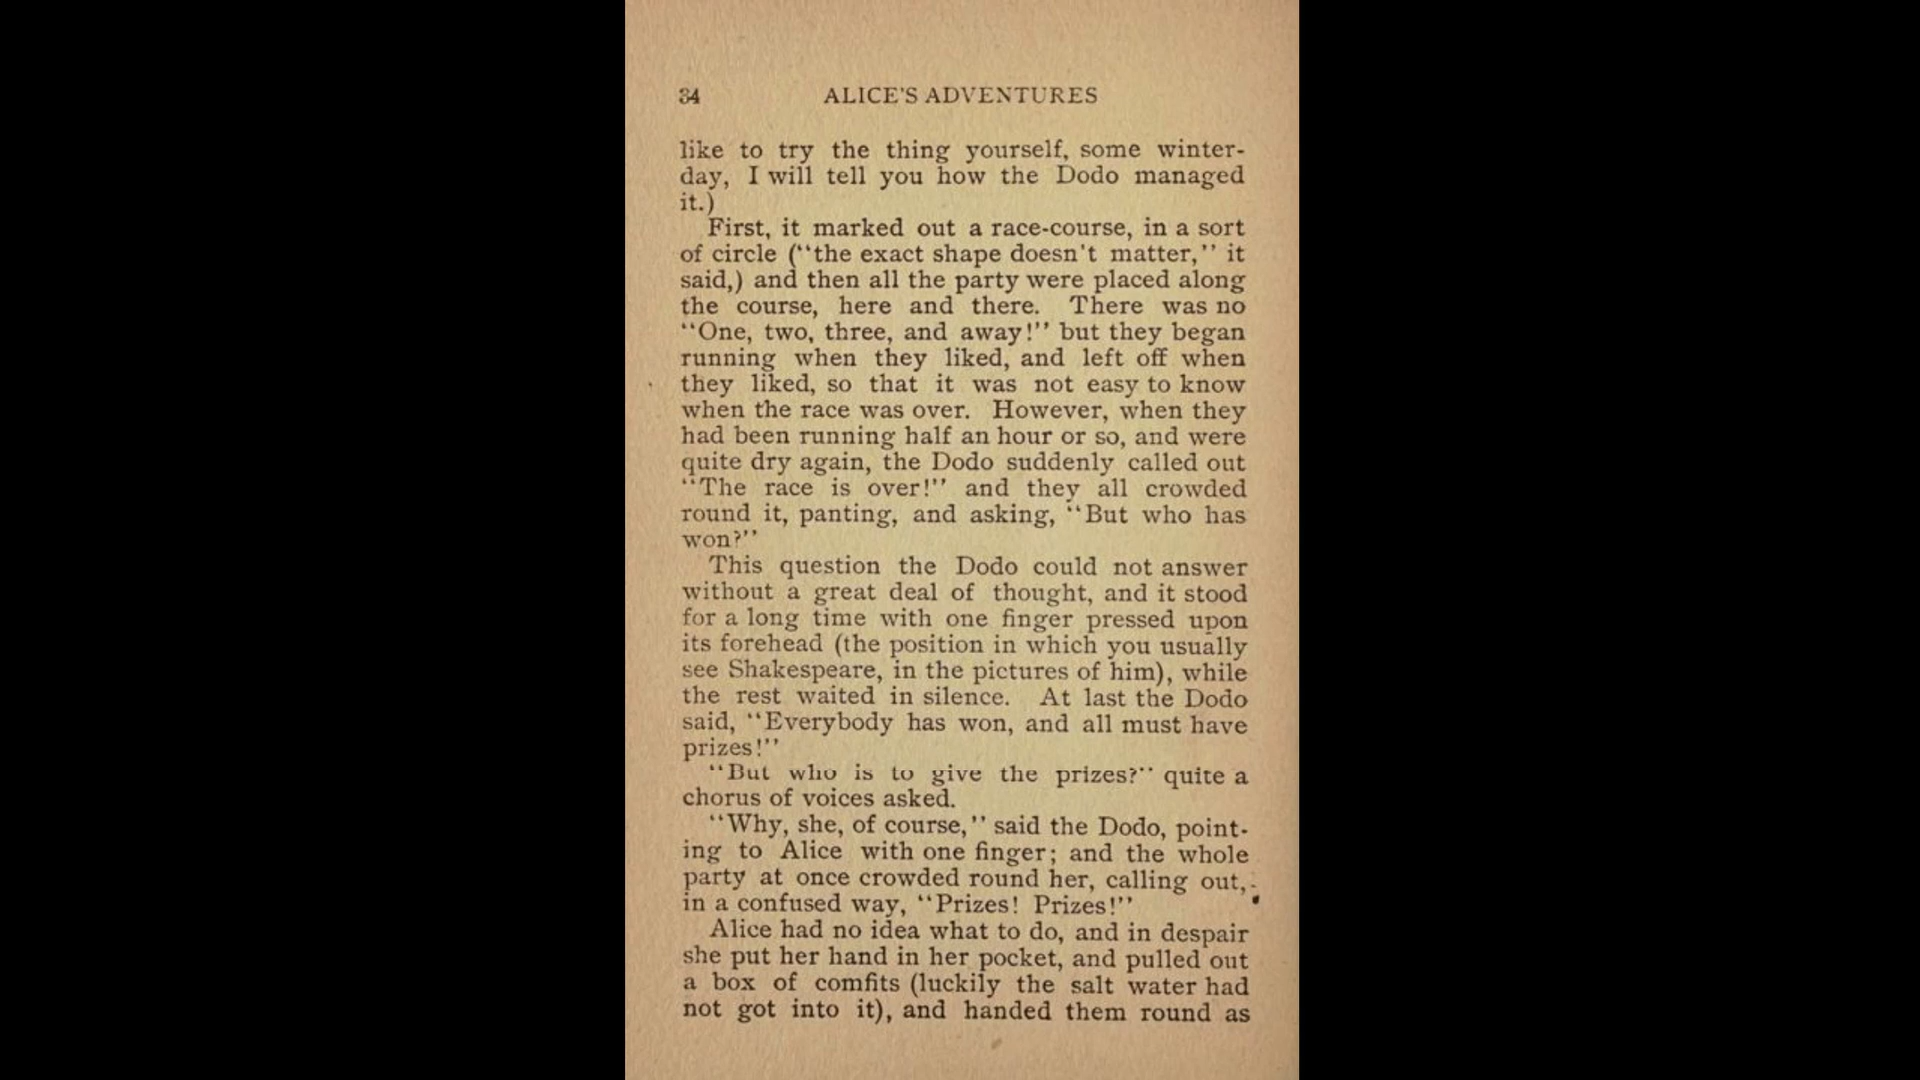 34 ALICE'S ADVENTURES
like to try the thing yourself, some winter-
day, I will tell you how the Dodo managed
it.)
First, it marked out a race-course, in a sort
of circle (“the exact shape doesn't matter,” it
said,) and then all the party were placed along
the course, here and there. There was no
“One, two, three, and away!” but they began
running when they liked, and left off when
they liked, so that it was not easy to know
when the race was over. However, when they
had been running half an hour or so, and were
quite dry again, the Dodo suddenly called out
“The race is over!” and they all crowded
round it, panting, and asking, “But who has
won?”
This question the Dodo could not answer
without a great deal of thought, and it stood
for a long time with one finger pressed upon
its forehead (the position in which you usually
see Shakespeare, in the pictures of him), while
the rest waited in silence. At last the Dodo
said, “Everybody has won, and all must have
prizes!”
“But who is to give the prizes?” quite a
chorus of voices asked.
“Why, she, of course,” said the Dodo, point-
ing to Alice with one finger; and the whole
party at once crowded round her, calling out,
in a confused way, “Prizes! Prizes!”
Alice had no idea what to do, and in despair
she put her hand in her pocket, and pulled out
a box of comfits (luckily the salt water had
not got into it), and handed them round as